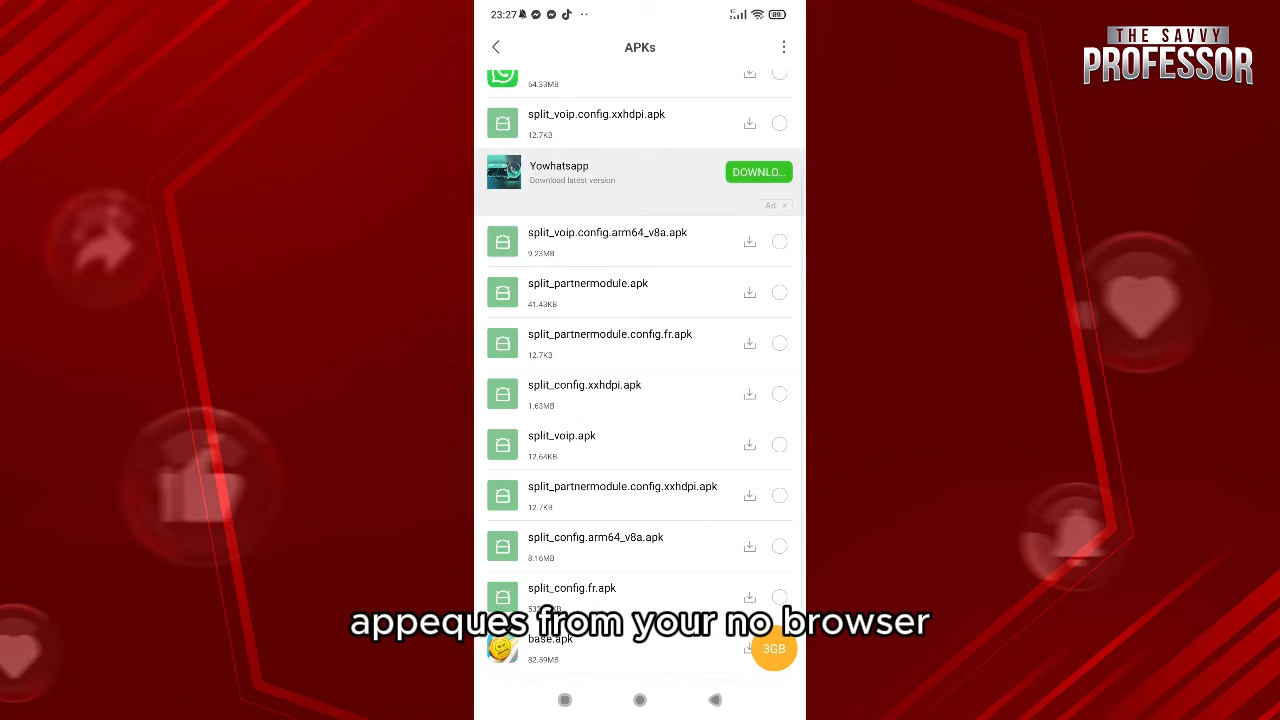 23:27
4G
89
THE SAVVY
PROFESSOR
APKs
64.33MB
split_voip.config.xxhdpi.apk
12.7KB
Yowhatsapp
Download latest version
DOWNLO...
Ad ×
split_voip.config.arm64_v8a.apk
9.23MB
split_partnermodule.apk
41.43KB
split_partnermodule.config.fr.apk
12.7KB
split_config.xxhdpi.apk
1.63MB
split_voip.apk
12.64KB
split_partnermodule.config.xxhdpi.apk
12.7KB
split_config.arm64_v8a.apk
8.16MB
split_config.fr.apk
appeques from your no browser
base.apk
82.59MB
3GB